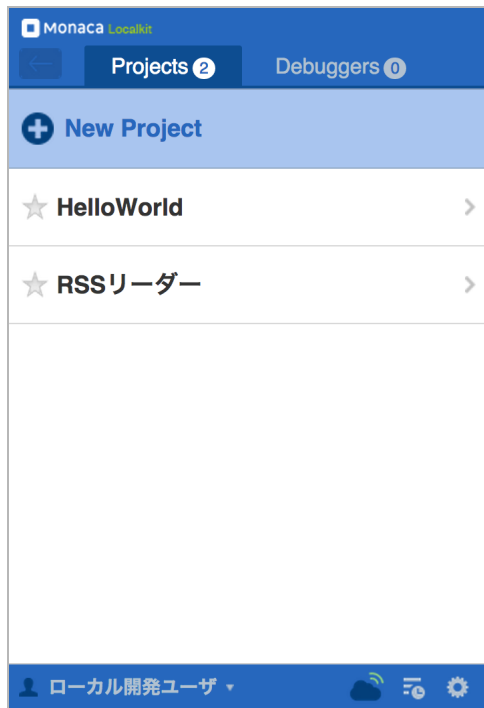 Monaca Localkit
Projects 2 Debuggers 0
New Project
HelloWorld
RSSリーダー
ローカル開発ユーザ